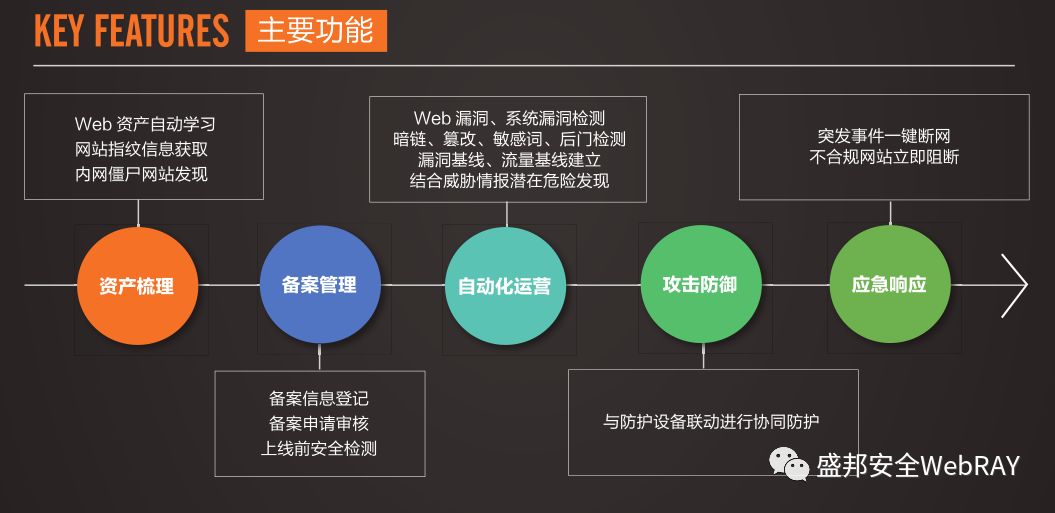 KEY FEATURES 主要功能
Web 资产自动学习
网站指纹信息获取
内网僵尸网站发现
Web 漏洞、系统漏洞检测
暗链、篡改、敏感词、后门检测
漏洞基线、流量基线建立
结合威胁情报潜在危险发现
突发事件一键断网
不合规网站立即阻断
资产梳理
备案管理
自动化运营
攻击防御
应急响应
备案信息登记
备案申请审核
上线前安全检测
与防护设备联动进行协同防护
盛邦安全WebRAY